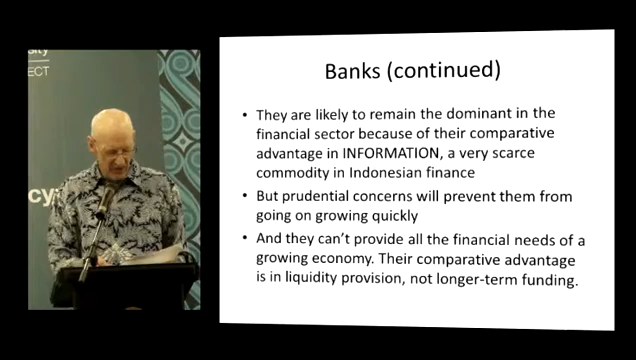 sity
ECT
cy
Banks (continued)
• They are likely to remain the dominant in the
financial sector because of their comparative
advantage in INFORMATION, a very scarce
commodity in Indonesian finance
• But prudential concerns will prevent them from
going on growing quickly
• And they can't provide all the financial needs of a
growing economy. Their comparative advantage
is in liquidity provision, not longer-term funding.